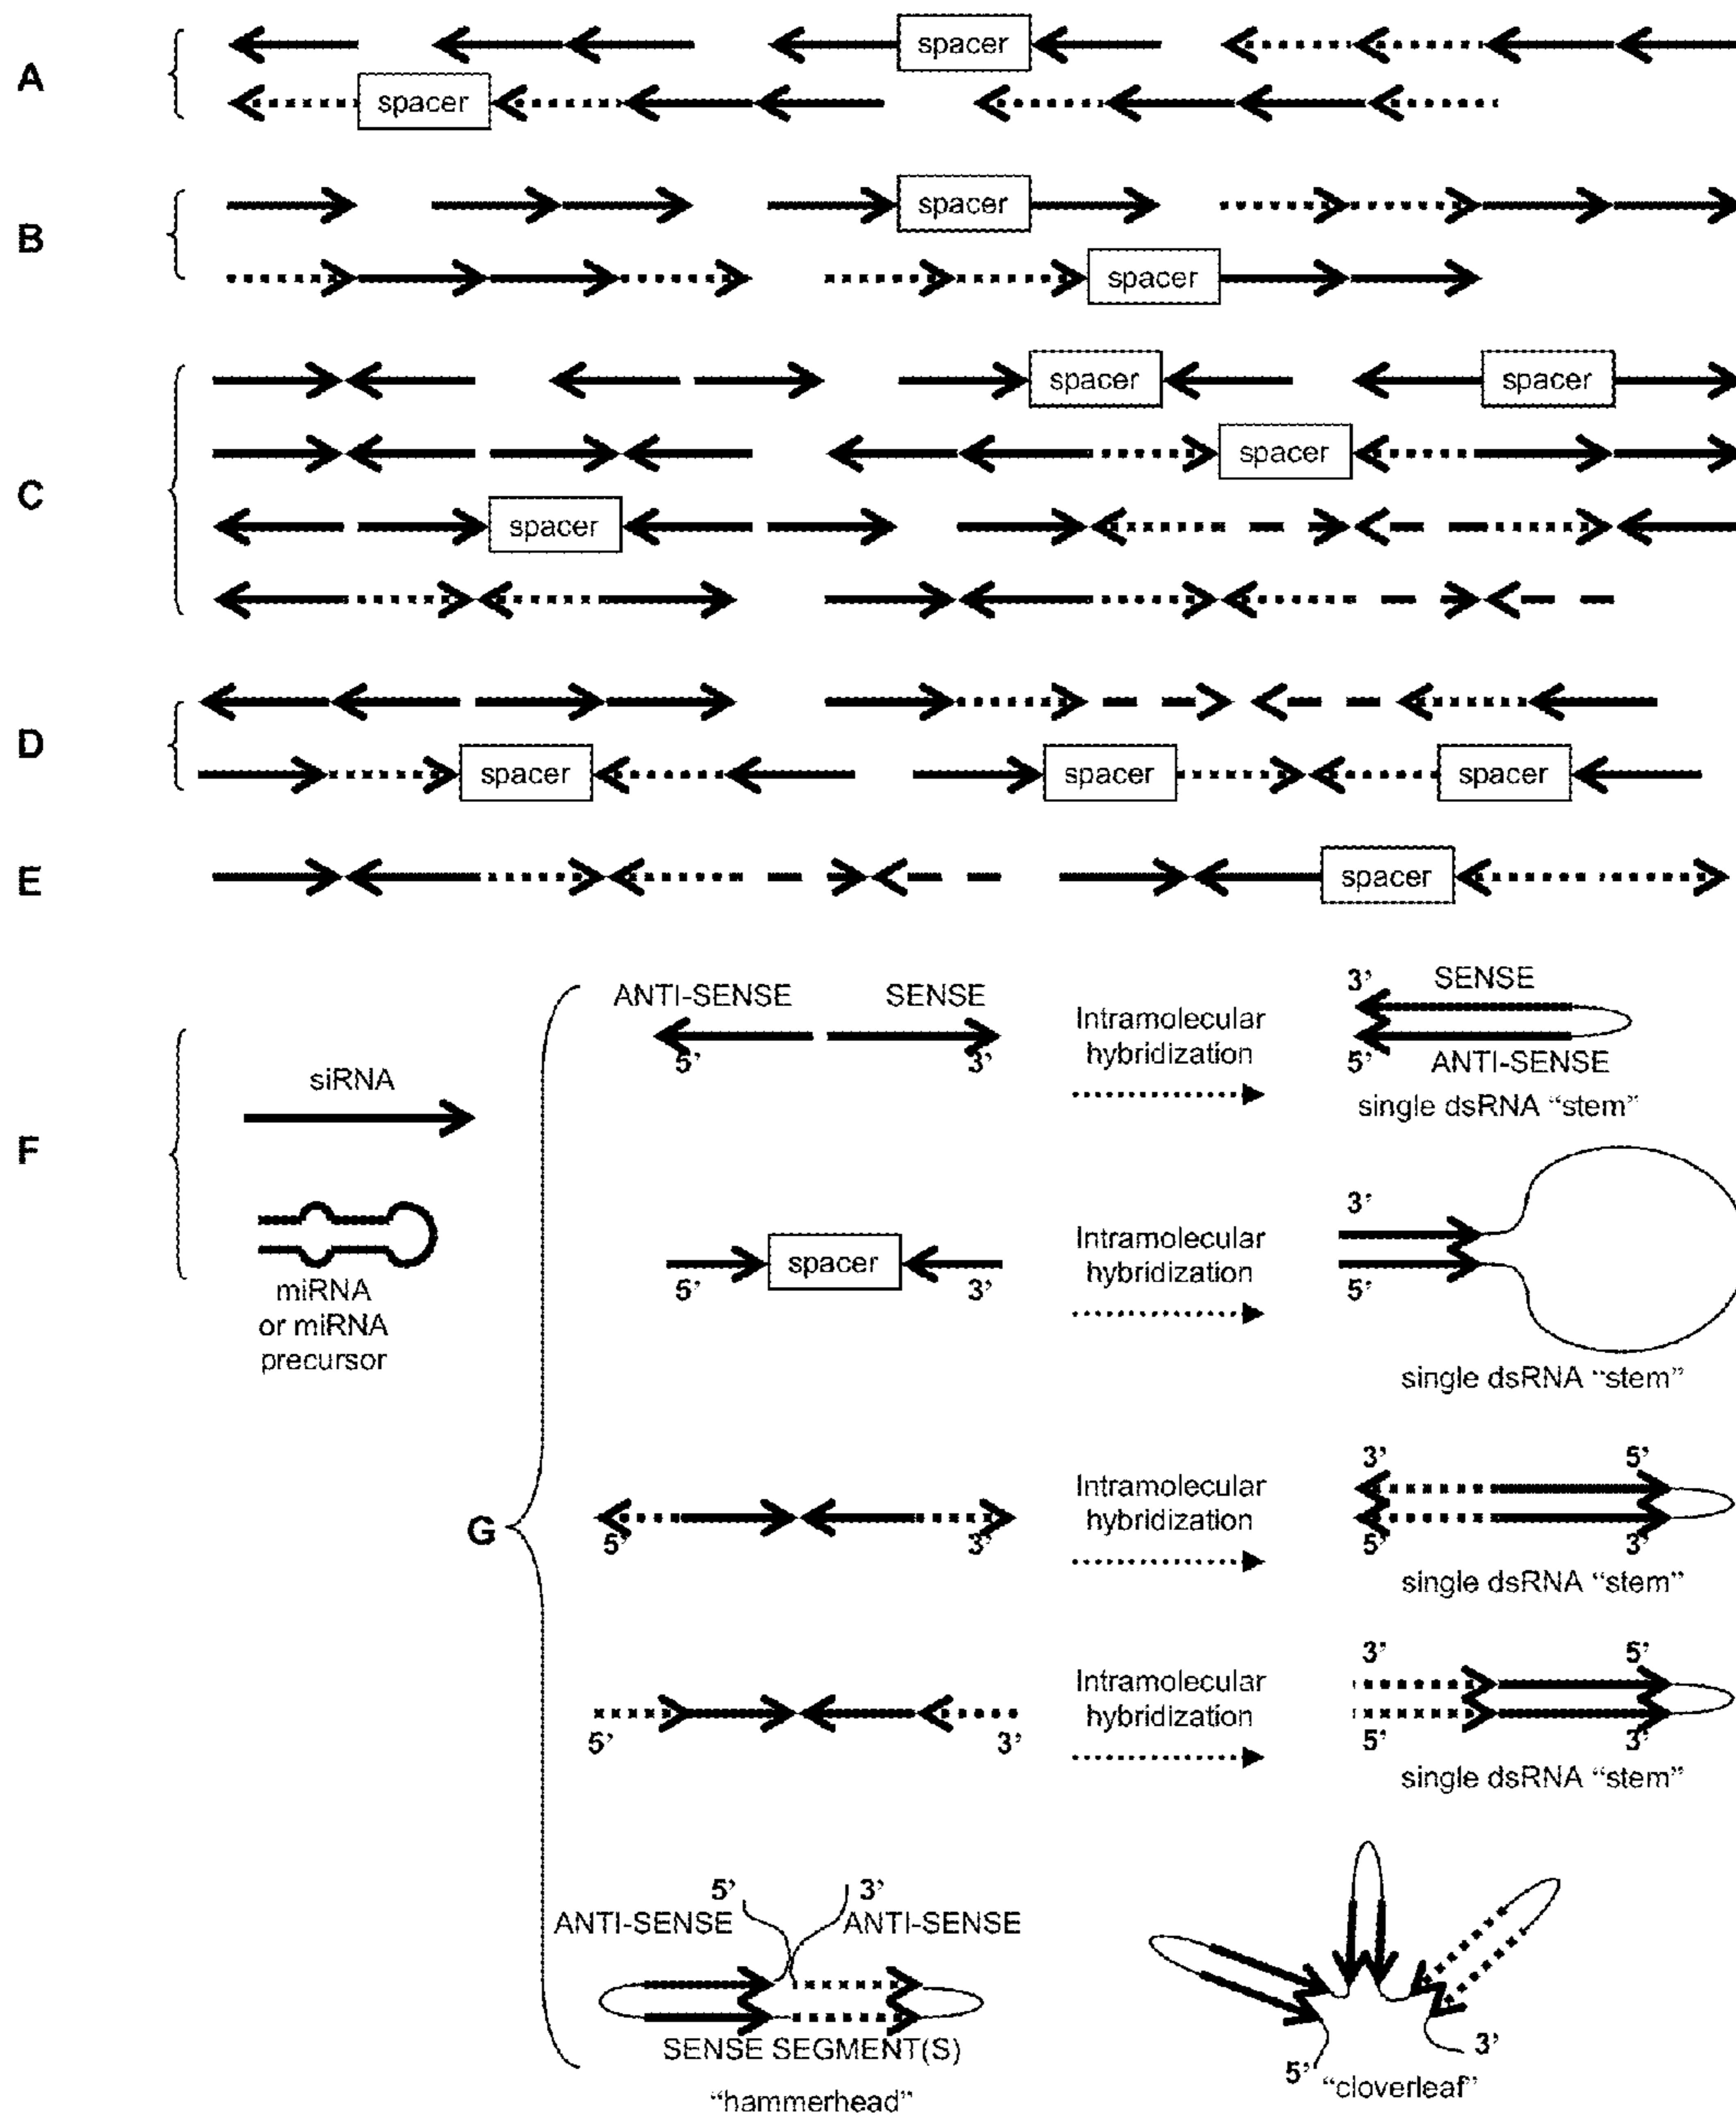 A
spacer
spacer
B
spacer
spacer
C
spacer
spacer
spacer
spacer
D
spacer
spacer
spacer
E
spacer
F
siRNA
miRNA
or miRNA
precursor
G
ANTI-SENSE SENSE
5’ 3’
Intramolecular
hybridization
3’ SENSE
5’ ANTI-SENSE
single dsRNA “stem”
spacer
5’ 3’
Intramolecular
hybridization
3’
5’
single dsRNA “stem”
5’ 3’
Intramolecular
hybridization
3’ 5’
5’ 3’
single dsRNA “stem”
5’ 3’
Intramolecular
hybridization
3’ 5’
5’ 3’
single dsRNA “stem”
5’ 3’
ANTI-SENSE ANTI-SENSE
SENSE SEGMENT(S)
“hammerhead”
3’
5’
“cloverleaf”